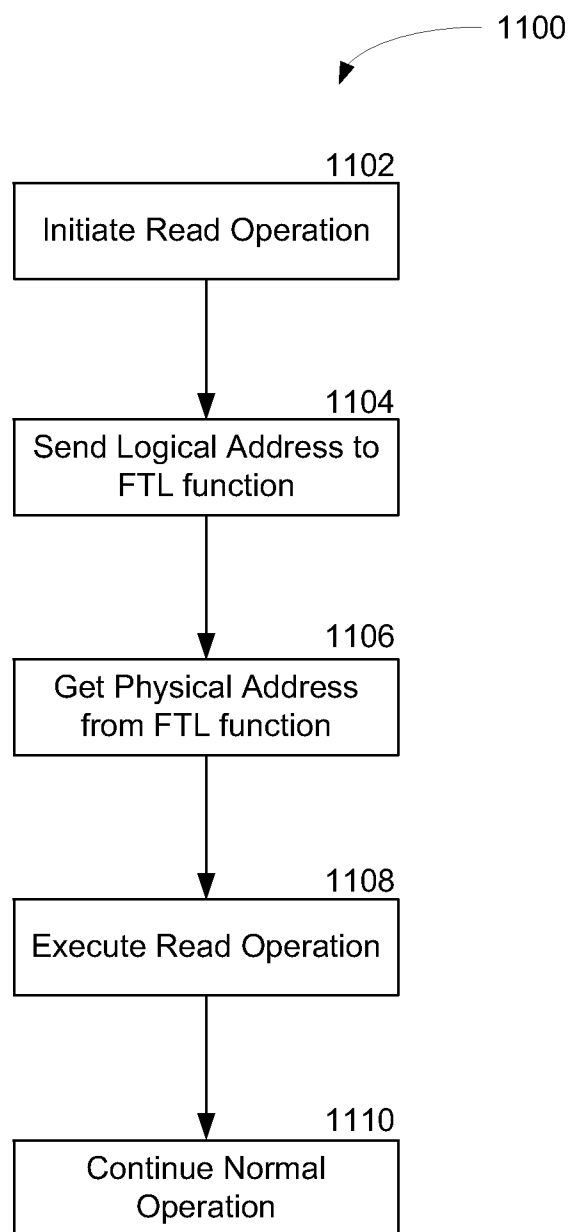 1100
1102
Initiate Read Operation
1104
Send Logical Address to
FTL function
1106
Get Physical Address
from FTL function
1108
Execute Read Operation
1110
Continue Normal
Operation